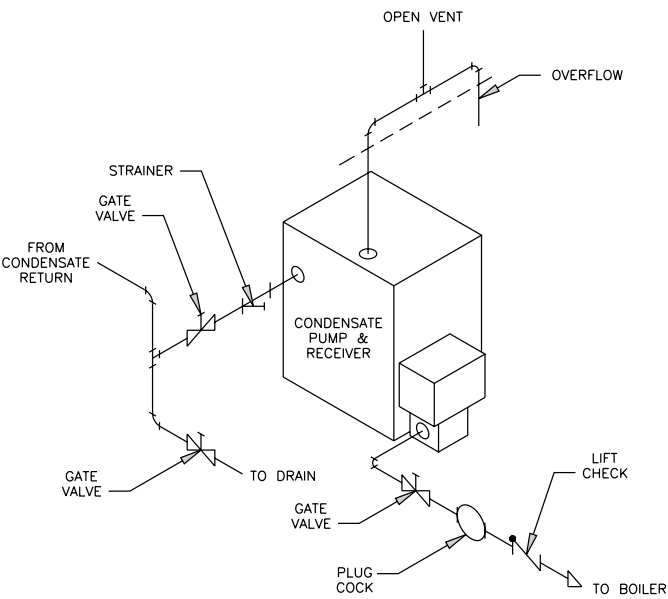 OPEN VENT
OVERFLOW
STRAINER
GATE
VALVE
FROM
CONDENSATE
RETURN
CONDENSATE
PUMP &
RECEIVER
GATE
VALVE
TO DRAIN
LIFT
CHECK
GATE
VALVE
PLUG
COCK
TO BOILER